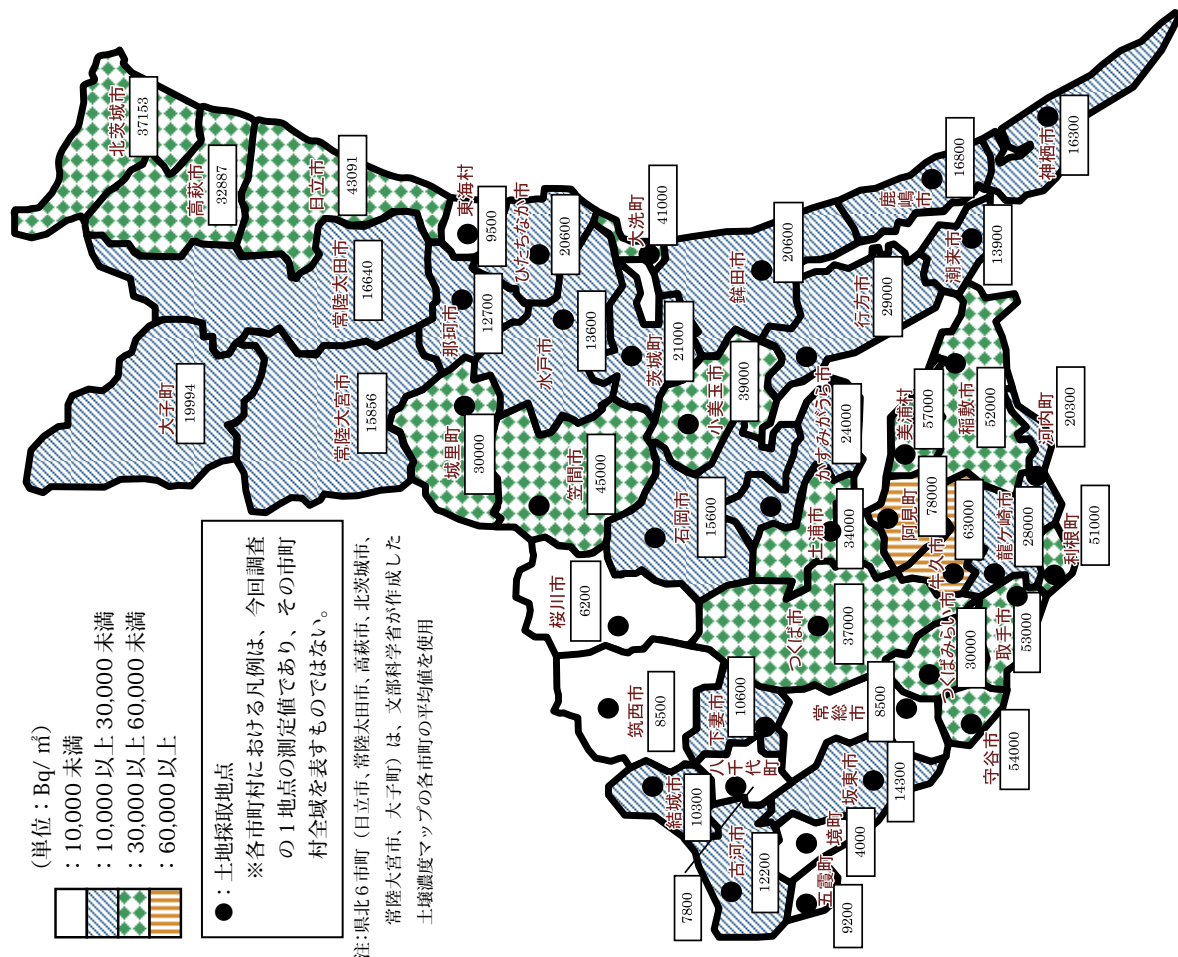 (単位：Bq/㎡)
：10,000 未満
：10,000 以上 30,000 未満
：30,000 以上 60,000 未満
：60,000 以上
●：土地採取地点
※各市町村における凡例は、今回調査
の1地点の測定値であり、その市町
村全域を表すものではない。
注：県北6市町（日立市、常陸太田市、高萩市、北茨城市、
常陸大宮市、大子町）は、文部科学省が作成した
土壌濃度マップの各市町の平均値を使用
北茨城市
37153
高萩市
32887
日立市
43091
大子町
19994
常陸太田市
16640
常陸大宮市
15856
東海村
9500
那珂市
12700
ひたちなか市
20600
城里町
30000
水戸市
13600
大洗町
41000
笠間市
45000
茨城町
21000
小美玉市
39000
鉾田市
20600
鹿嶋市
16800
神栖市
16300
潮来市
13900
行方市
29000
石岡市
15600
かすみがうら市
24000
土浦市
34000
美浦村
57000
稲敷市
52000
阿見町
78000
牛久市
63000
龍ケ崎市
28000
河内町
20300
利根町
51000
取手市
53000
つくばみらい市
30000
つくば市
37000
守谷市
54000
桜川市
6200
筑西市
8500
下妻市
10600
常総市
8500
八千代町
7800
結城市
10300
坂東市
14300
古河市
12200
境町
4000
五霞町
9200